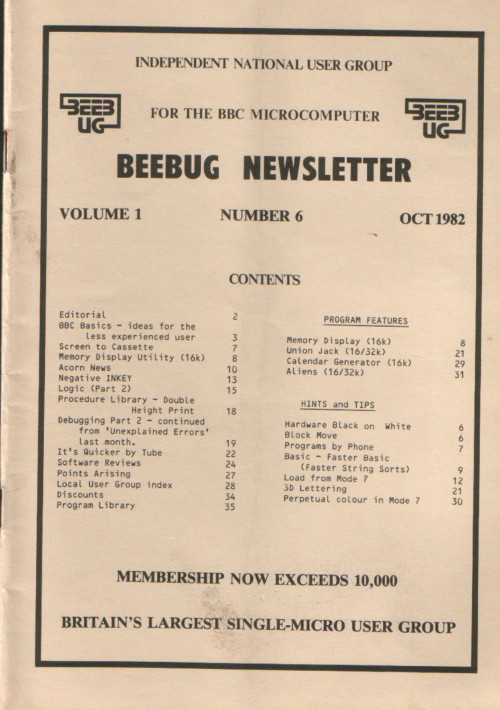 INDEPENDENT NATIONAL USER GROUP
BEEB UG
FOR THE BBC MICROCOMPUTER
BEEB UG
BEEBUG NEWSLETTER
VOLUME 1 NUMBER 6 OCT 1982
CONTENTS
Editorial 2
BBC Basics - ideas for the
less experienced user 3
Screen to Cassette 7
Memory Display Utility (16k) 8
Acorn News 10
Negative INKEY 13
Logic (Part 2) 15
Procedure Library - Double
Height Print 18
Debugging Part 2 - continued
from 'Unexplained Errors'
last month. 19
It's Quicker by Tube 22
Software Reviews 24
Points Arising 27
Local User Group index 28
Discounts 34
Program Library 35
PROGRAM FEATURES
Memory Display (16k) 8
Union Jack (16/32k) 21
Calendar Generator (16k) 29
Aliens (16/32k) 31
HINTS and TIPS
Hardware Black on White 6
Block Move 6
Programs by Phone 7
Basic - Faster Basic
(Faster String Sorts) 9
Load from Mode 7 12
3D Lettering 21
Perpetual colour in Mode 7 30
MEMBERSHIP NOW EXCEEDS 10,000
BRITAIN'S LARGEST SINGLE-MICRO USER GROUP